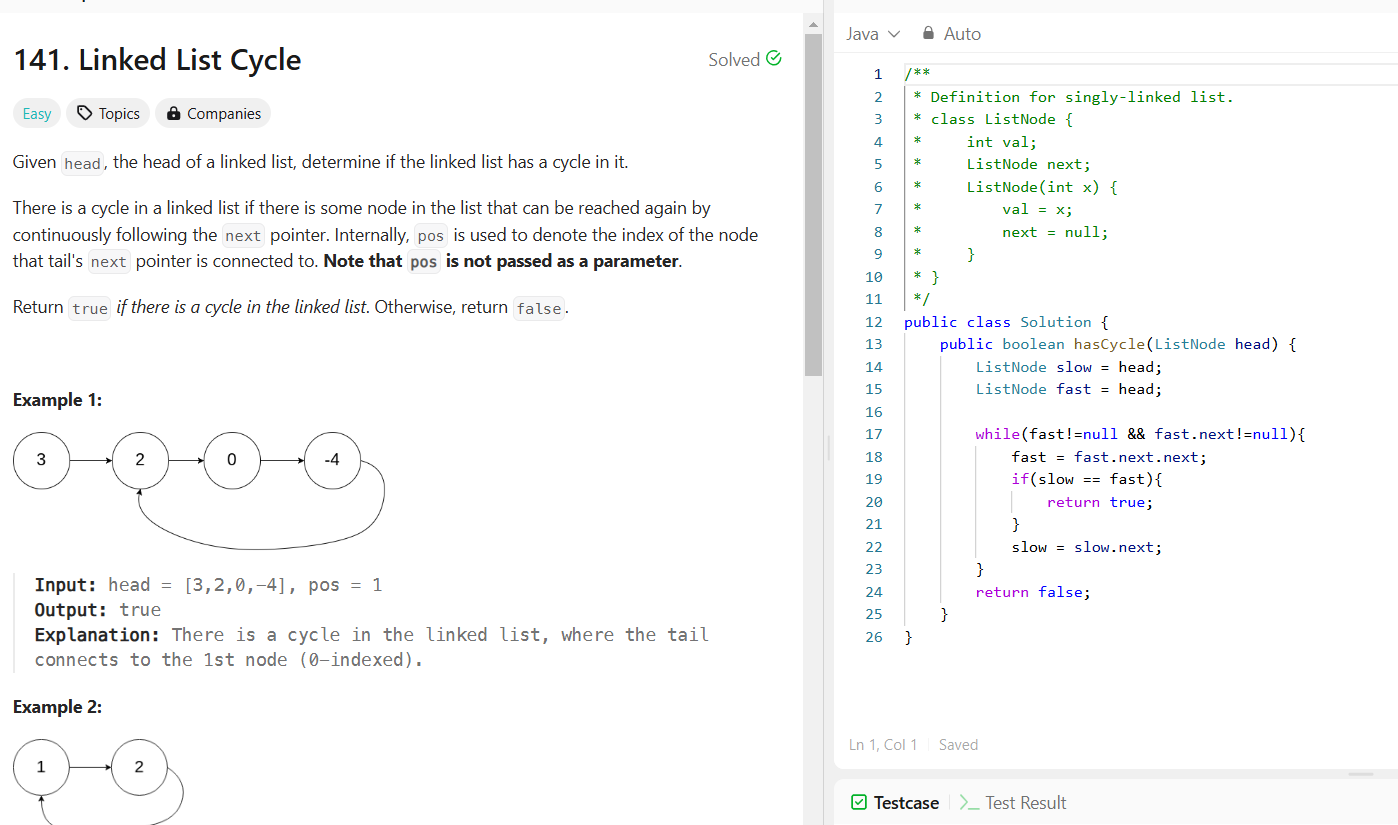 141. Linked List Cycle
Solved
Easy
Topics
Companies
Given head, the head of a linked list, determine if the linked list has a cycle in it.
There is a cycle in a linked list if there is some node in the list that can be reached again by
continuously following the next pointer. Internally, pos is used to denote the index of the node
that tail's next pointer is connected to. Note that pos is not passed as a parameter.
Return true if there is a cycle in the linked list. Otherwise, return false.
Example 1:
3 2 0 -4
Input: head = [3,2,0,-4], pos = 1
Output: true
Explanation: There is a cycle in the linked list, where the tail
connects to the 1st node (0-indexed).
Example 2:
1 2
Java Auto
1 /**
2 * Definition for singly-linked list.
3 * class ListNode {
4 *     int val;
5 *     ListNode next;
6 *     ListNode(int x) {
7 *         val = x;
8 *         next = null;
9 *     }
10 * }
11 */
12 public class Solution {
13     public boolean hasCycle(ListNode head) {
14         ListNode slow = head;
15         ListNode fast = head;
16
17         while(fast!=null && fast.next!=null){
18             fast = fast.next.next;
19             if(slow == fast){
20                 return true;
21             }
22             slow = slow.next;
23         }
24         return false;
25     }
26 }
Ln 1, Col 1 Saved
Testcase
Test Result